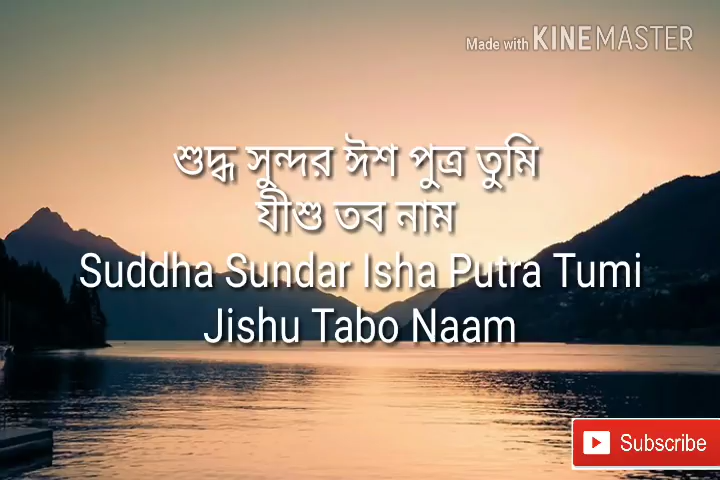 Made with KINEMASTER
শুদ্ধ সুন্দর ঈশ পুত্র তুমি
যীশু তব নাম
Suddha Sundar Isha Putra Tumi
Jishu Tabo Naam
Subscribe